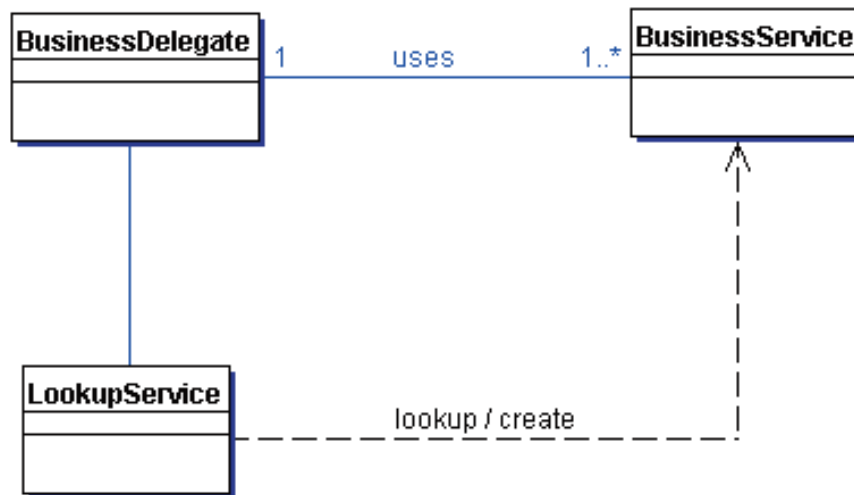 BusinessDelegate
BusinessService
1
uses
1..*
LookupService
lookup / create